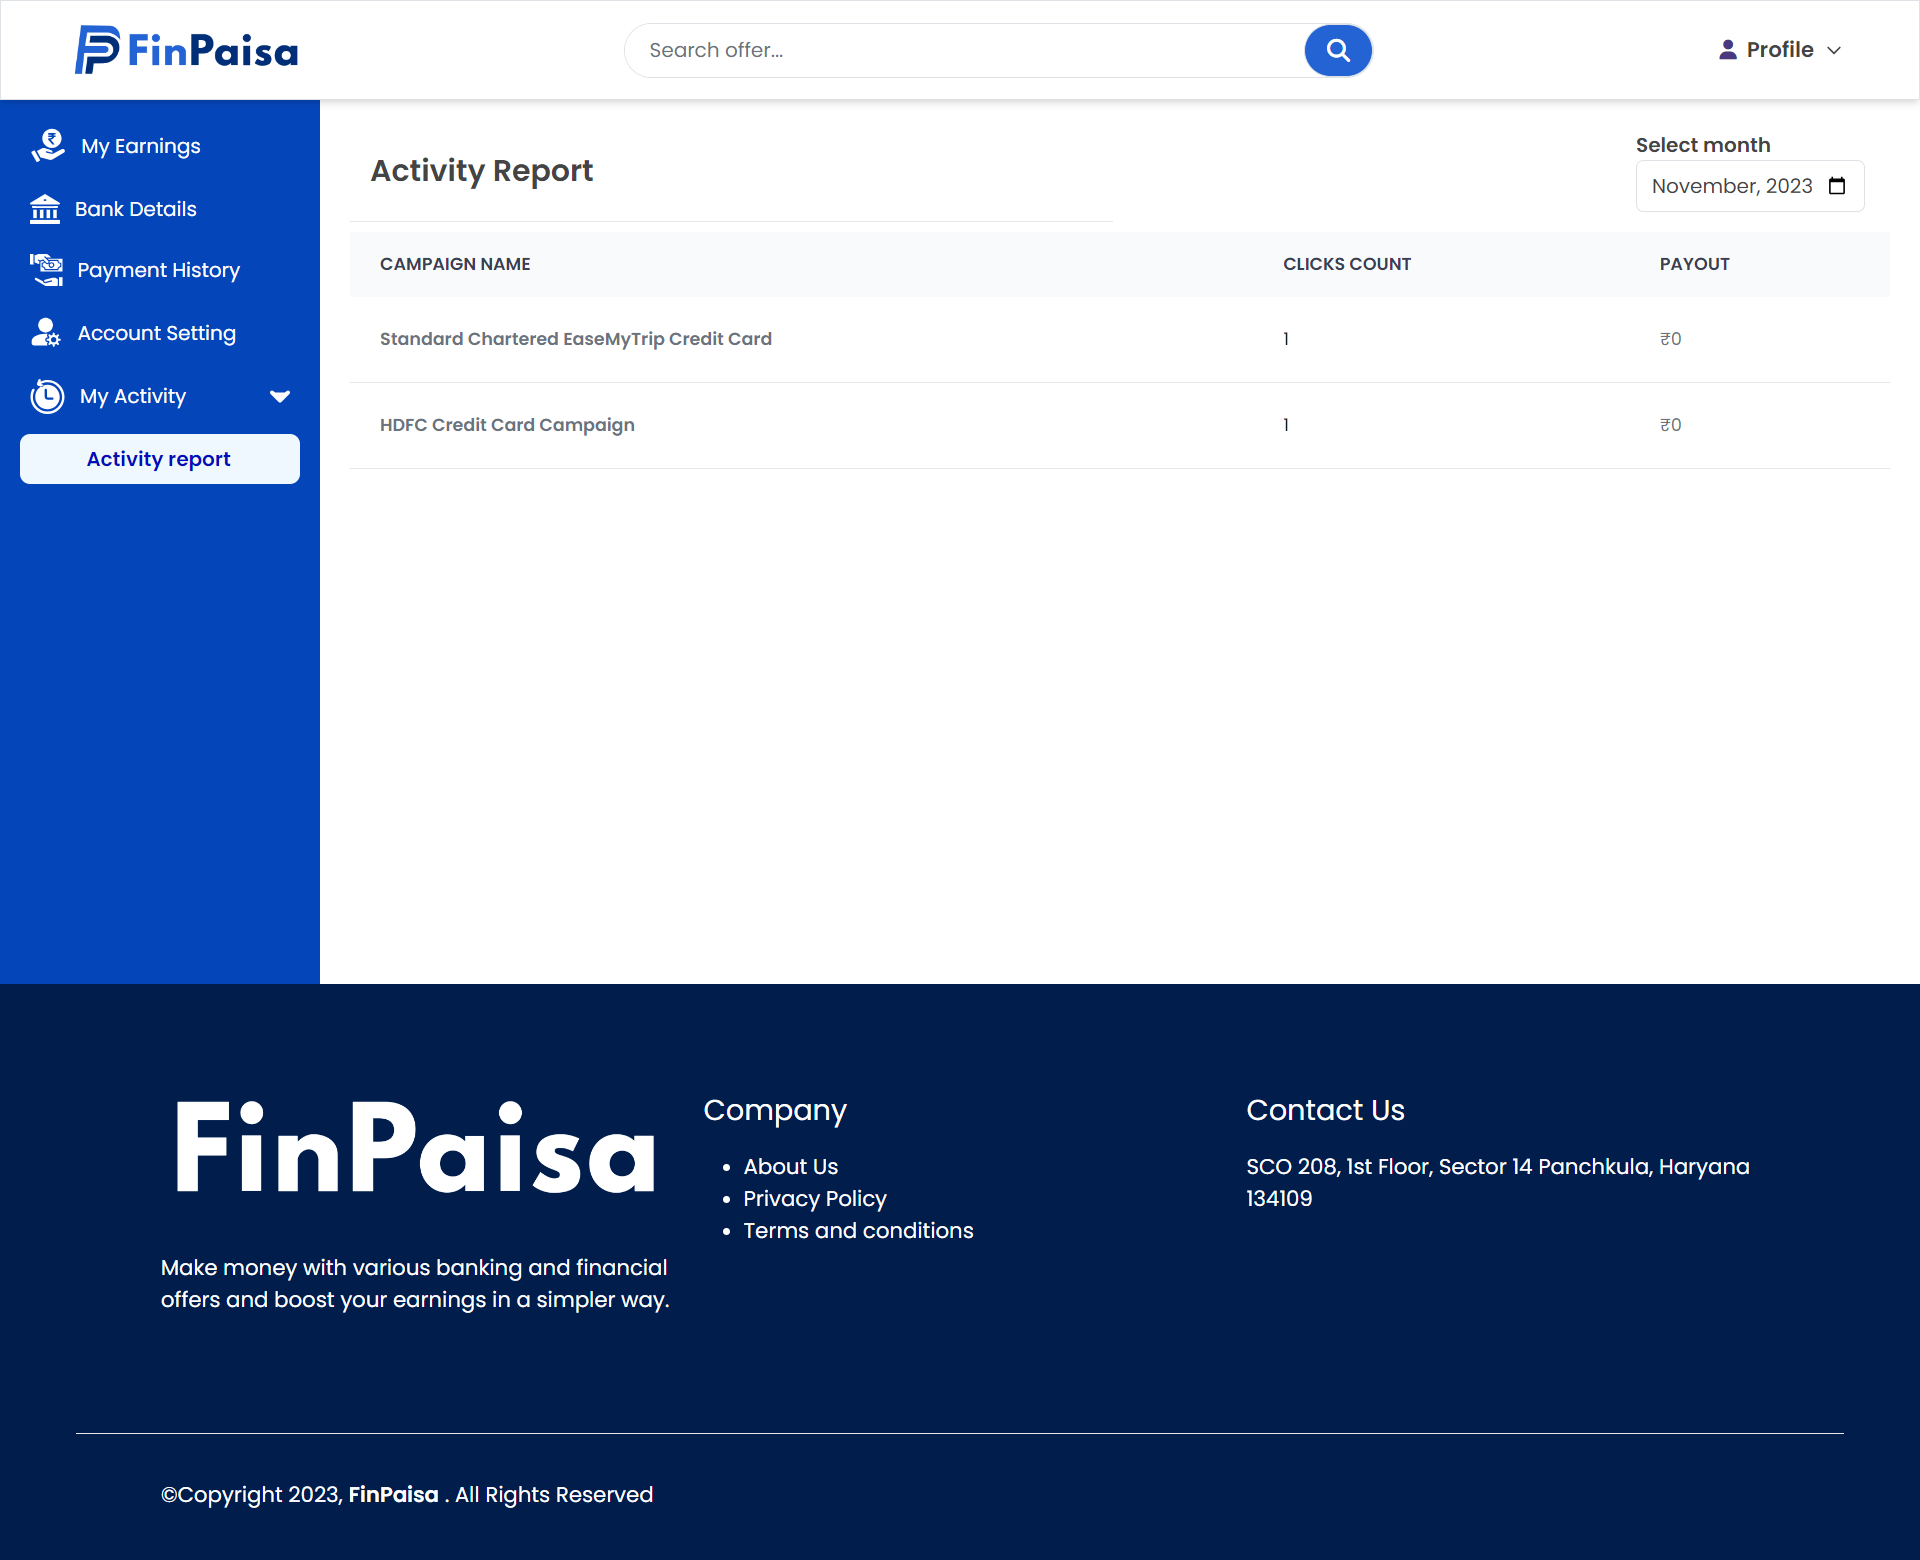 FinPaisa
Search offer...
Profile
My Earnings
Bank Details
Payment History
Account Setting
My Activity
Activity report
Activity Report
Select month
November, 2023
CAMPAIGN NAME CLICKS COUNT PAYOUT
Standard Chartered EaseMyTrip Credit Card 1 ₹0
HDFC Credit Card Campaign 1 ₹0
FinPaisa
Make money with various banking and financial
offers and boost your earnings in a simpler way.
Company
• About Us
• Privacy Policy
• Terms and conditions
Contact Us
SCO 208, 1st Floor, Sector 14 Panchkula, Haryana
134109
©Copyright 2023, FinPaisa . All Rights Reserved